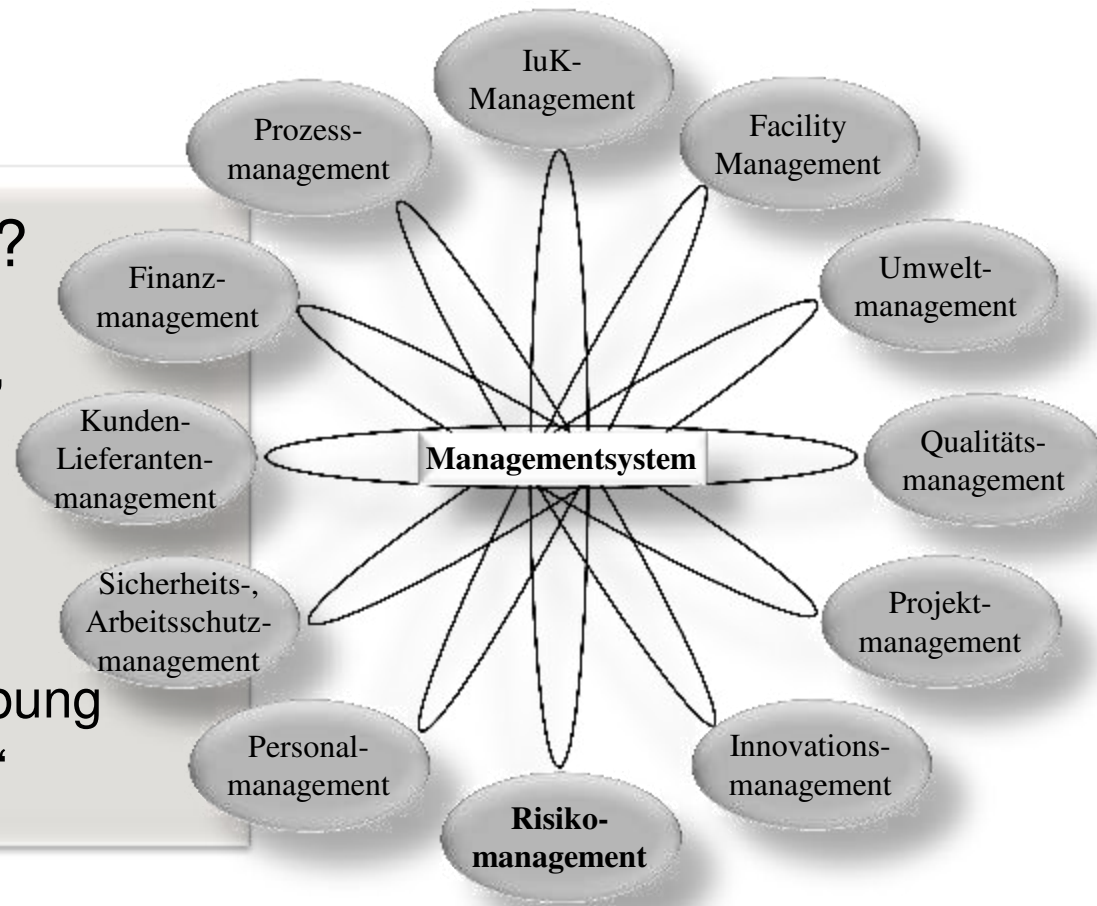 IuK-
Management
Facility
Management
Umwelt-
management
Qualitäts-
management
Projekt-
management
Innovations-
management
Risiko-
management
Personal-
management
Sicherheits-,
Arbeitsschutz-
management
Kunden-
Lieferanten-
management
Finanz-
management
Prozess-
management
Managementsystem
?